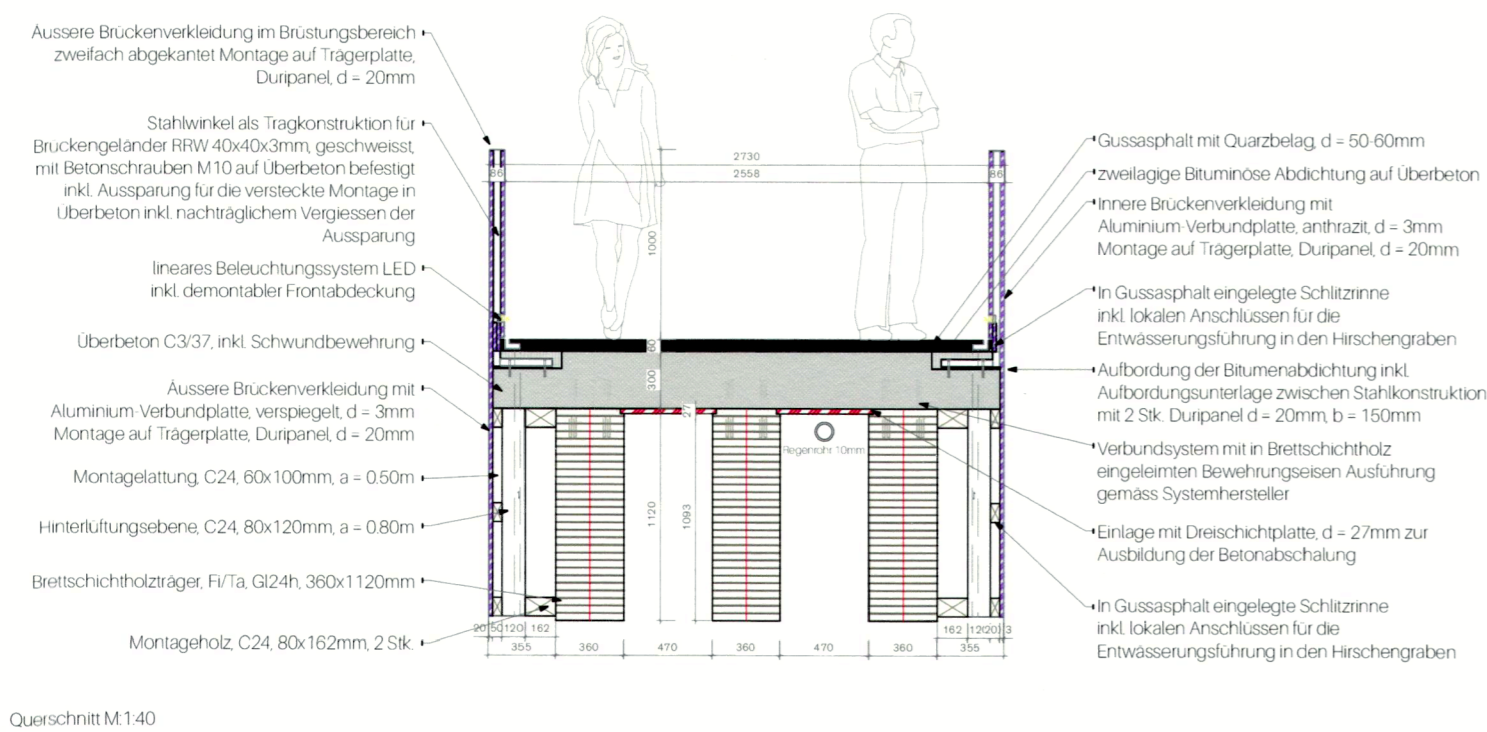 Äussere Brückenverkleidung im Brüstungsbereich
zweifach abgekantet Montage auf Trägerplatte,
Duripanel, d = 20mm
Stahlwinkel als Tragkonstruktion für
Bruckengeländer RRW 40x40x3mm, geschweisst,
mit Betonschrauben M10 auf Überbeton befestigt
inkl. Aussparung für die versteckte Montage in
Überbeton inkl. nachträglichem Vergiessen der
Aussparung
lineares Beleuchtungssystem LED
inkl. demontabler Frontabdeckung
Überbeton C3/37, inkl. Schwundbewehrung
Äussere Brückenverkleidung mit
Aluminium-Verbundplatte, verspiegelt, d = 3mm
Montage auf Trägerplatte, Duripanel, d = 20mm
Montagelattung, C24, 60x100mm, a = 0.50m
Hinterlüftungsebene, C24, 80x120mm, a = 0.80m
Brettschichtholzträger, Fi/Ta, Gl24h, 360x1120mm
Montageholz, C24, 80x162mm, 2 Stk.
2730
86 2558 86
1000
60
300
27
1120
1093
Regenrohr 10mm
20 50 120 162
162 120 20 3
355 360 470 360 470 360 355
Gussasphalt mit Quarzbelag, d = 50-60mm
zweilagige Bituminöse Abdichtung auf Überbeton
Innere Brückenverkleidung mit
Aluminium-Verbundplatte, anthrazit, d = 3mm
Montage auf Trägerplatte, Duripanel, d = 20mm
In Gussasphalt eingelegte Schlitzrinne
inkl. lokalen Anschlüssen für die
Entwässerungsführung in den Hirschengraben
Aufbordung der Bitumenabdichtung inkl.
Aufbordungsunterlage zwischen Stahlkonstruktion
mit 2 Stk. Duripanel d = 20mm, b = 150mm
Verbundsystem mit in Brettschichtholz
eingeleimten Bewehrungseisen Ausführung
gemäss Systemhersteller
Einlage mit Dreischichtplatte, d = 27mm zur
Ausbildung der Betonabschalung
In Gussasphalt eingelegte Schlitzrinne
inkl. lokalen Anschlüssen für die
Entwässerungsführung in den Hirschengraben
Querschnitt M:1:40